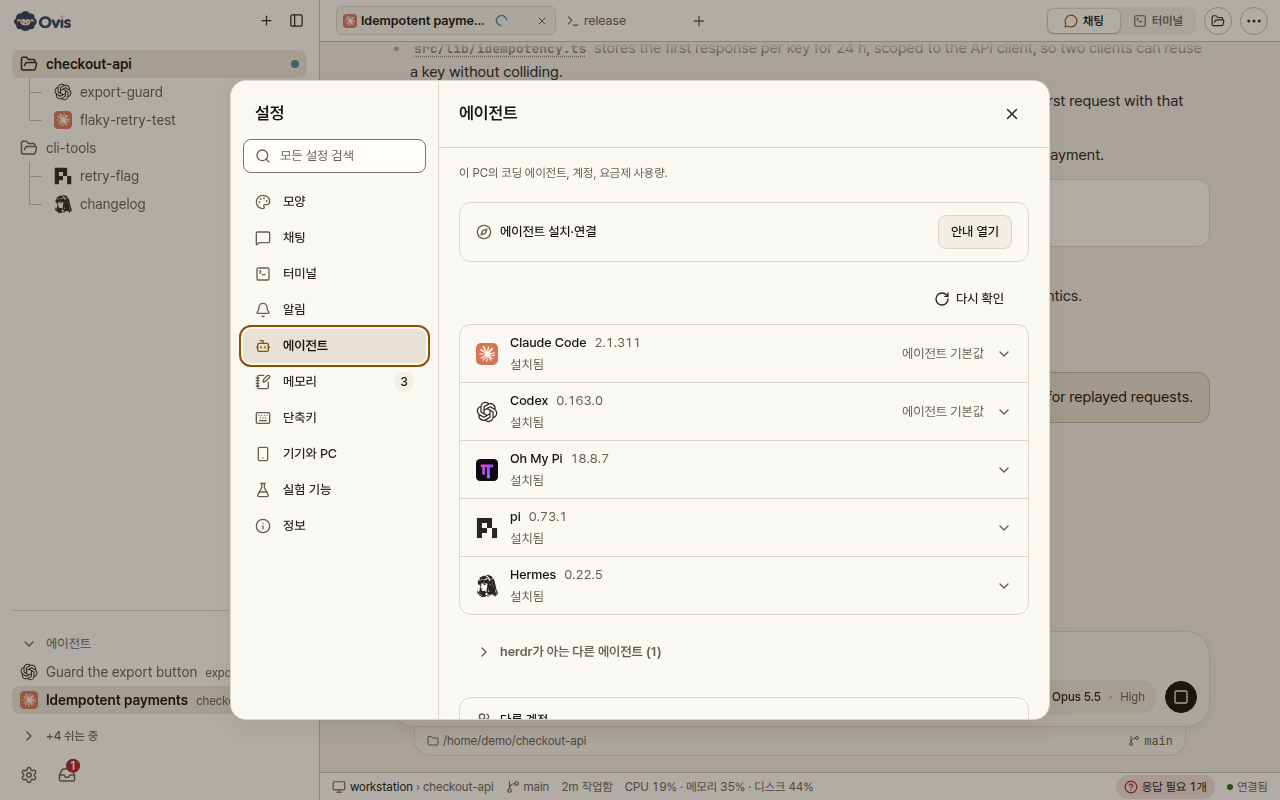 Ovis
checkout-api
export-guard
flaky-retry-test
cli-tools
retry-flag
changelog
에이전트
Guard the export button expo
Idempotent payments checke
+4 쉬는 중
1
Idempotent payme...
release
채팅
터미널
src/lib/idempotency.ts stores the first response per key for 24 h, scoped to the API client, so two clients can reuse
a key without colliding.
rst request with that
ayment.
ntics.
for replayed requests.
Opus 5.5 · High
/home/demo/checkout-api
main
workstation › checkout-api
main
2m 작업함
CPU 19% · 메모리 35% · 디스크 44%
응답 필요 1개
연결됨
설정
모든 설정 검색
모양
채팅
터미널
알림
에이전트
메모리 3
단축키
기기와 PC
실험 기능
정보
에이전트
이 PC의 코딩 에이전트, 계정, 요금제 사용량.
에이전트 설치·연결
안내 열기
다시 확인
Claude Code 2.1.311
설치됨
에이전트 기본값
Codex 0.163.0
설치됨
에이전트 기본값
Oh My Pi 18.8.7
설치됨
pi 0.73.1
설치됨
Hermes 0.22.5
설치됨
herdr가 아는 다른 에이전트 (1)
다른 계정